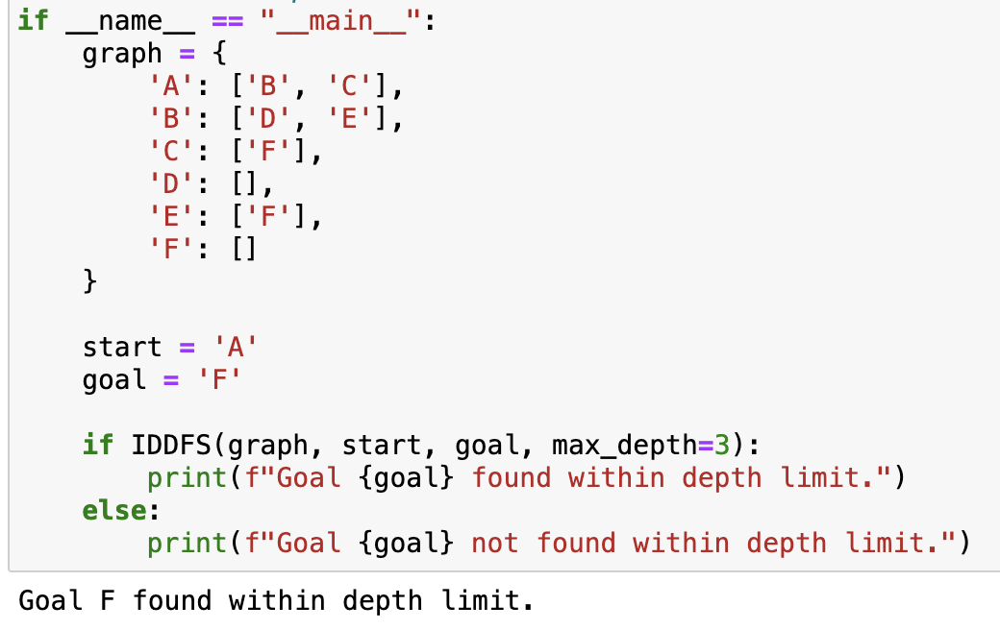 if __name__ == "__main__":
    graph = {
        'A': ['B', 'C'],
        'B': ['D', 'E'],
        'C': ['F'],
        'D': [],
        'E': ['F'],
        'F': []
    }

    start = 'A'
    goal = 'F'

    if IDDFS(graph, start, goal, max_depth=3):
        print(f"Goal {goal} found within depth limit.")
    else:
        print(f"Goal {goal} not found within depth limit.")
Goal F found within depth limit.